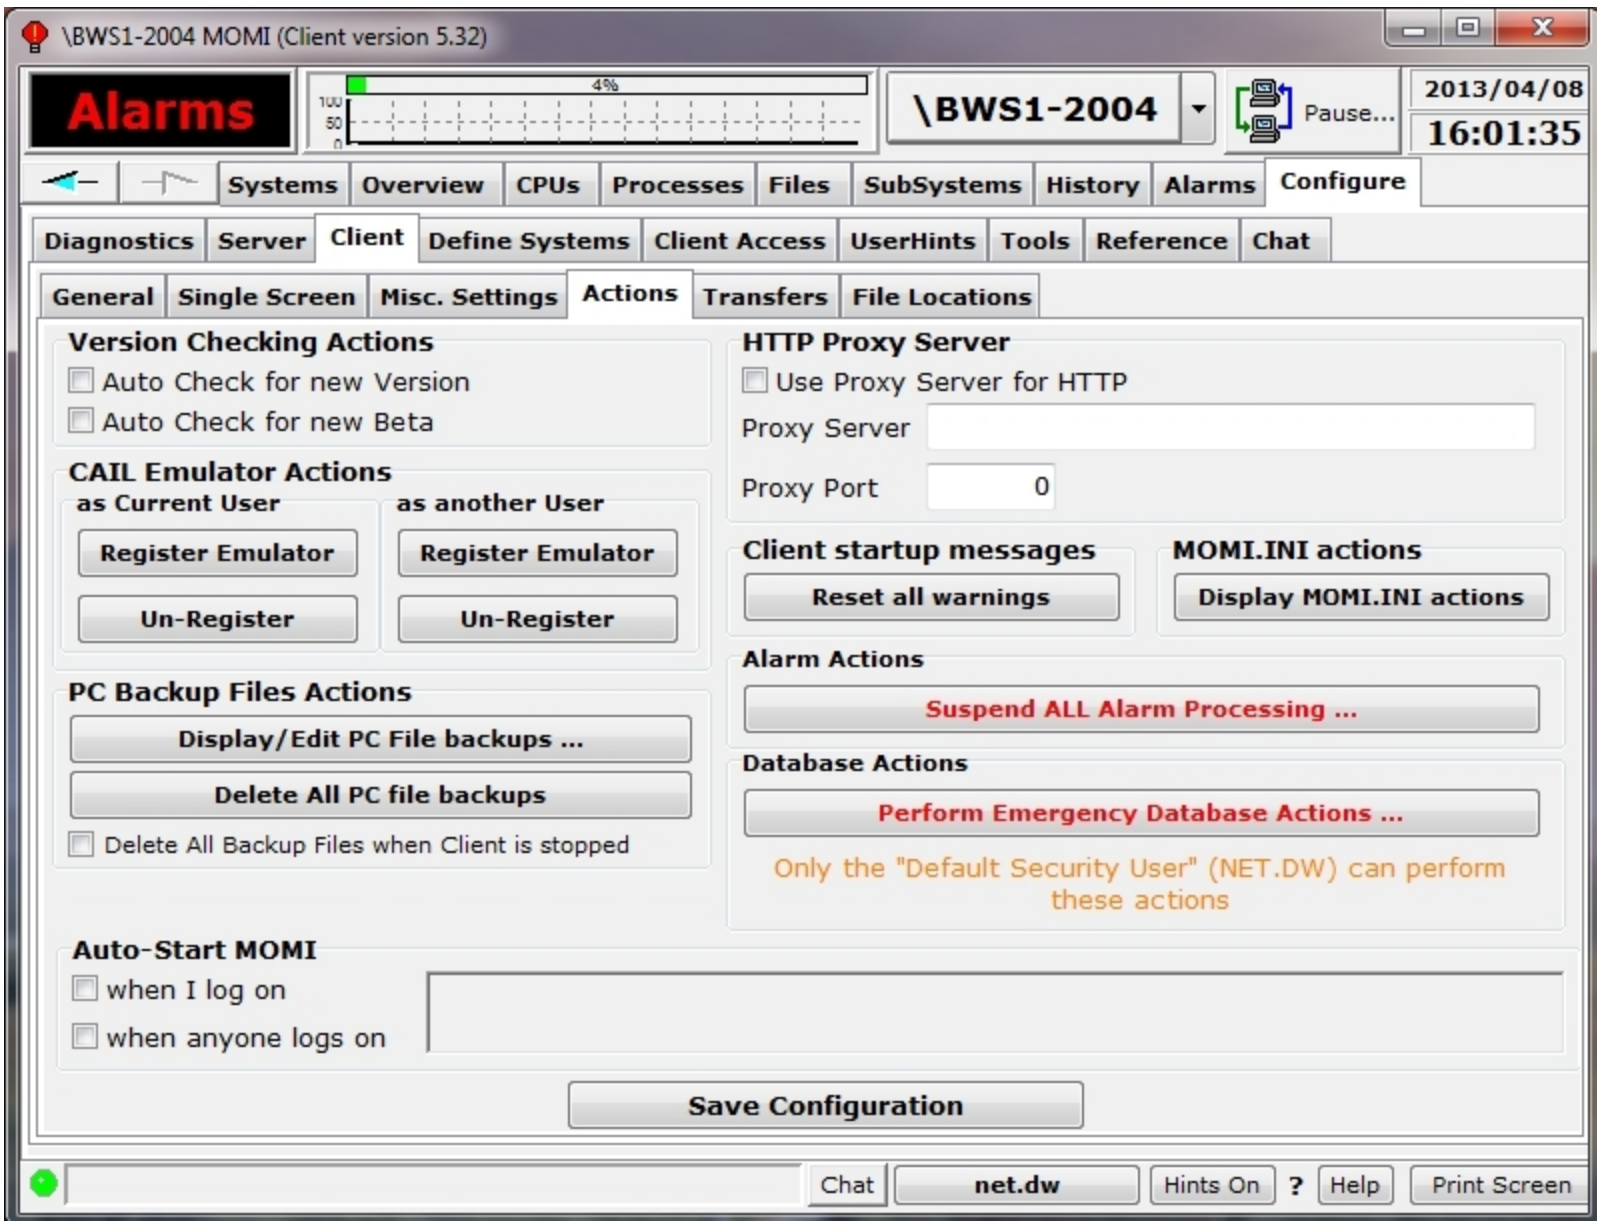 \BWS1-2004 MOMI (Client version 5.32)
Alarms
4%
100
50
0
\BWS1-2004
Pause...
2013/04/08
16:01:35
Systems Overview CPUs Processes Files SubSystems History Alarms Configure
Diagnostics Server Client Define Systems Client Access UserHints Tools Reference Chat
General Single Screen Misc. Settings Actions Transfers File Locations
Version Checking Actions
Auto Check for new Version
Auto Check for new Beta
CAIL Emulator Actions
as Current User as another User
Register Emulator Register Emulator
Un-Register Un-Register
PC Backup Files Actions
Display/Edit PC File backups ...
Delete All PC file backups
Delete All Backup Files when Client is stopped
HTTP Proxy Server
Use Proxy Server for HTTP
Proxy Server
Proxy Port 0
Client startup messages MOMI.INI actions
Reset all warnings Display MOMI.INI actions
Alarm Actions
Suspend ALL Alarm Processing ...
Database Actions
Perform Emergency Database Actions ...
Only the "Default Security User" (NET.DW) can perform
these actions
Auto-Start MOMI
when I log on
when anyone logs on
Save Configuration
Chat net.dw Hints On ? Help Print Screen